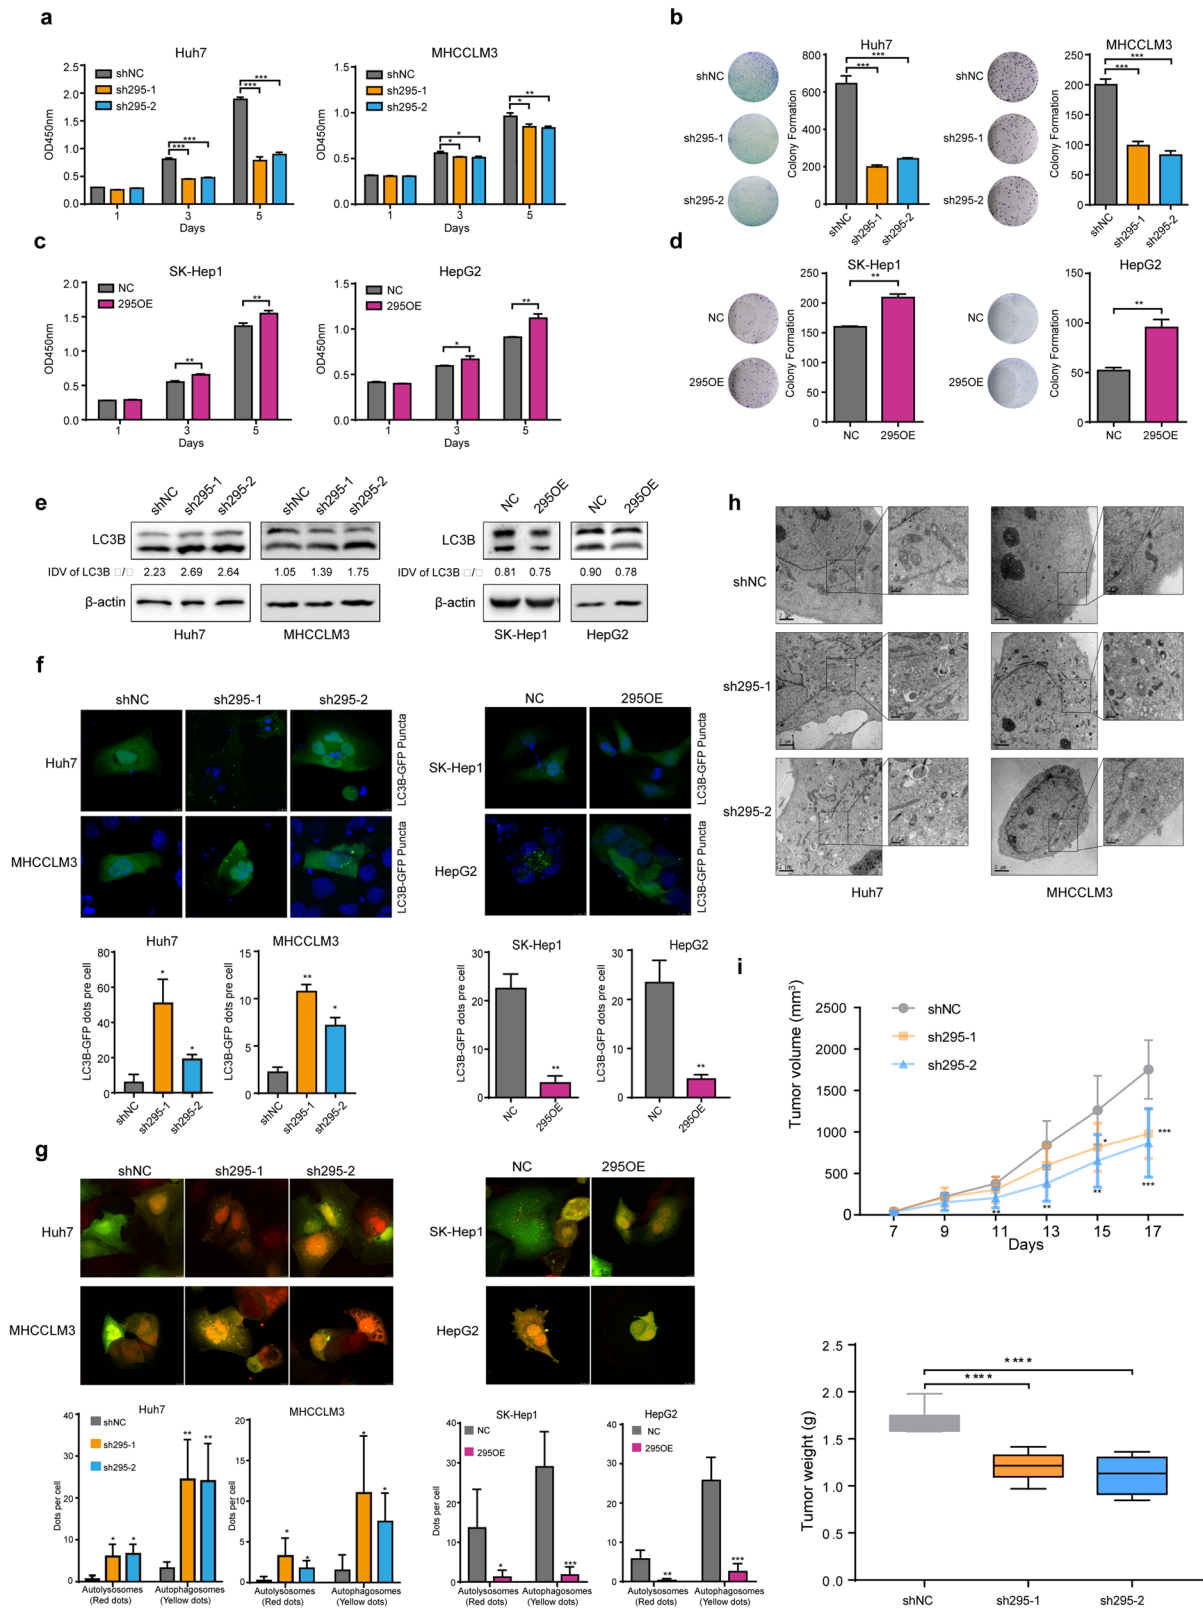 a
Huh7
shNC
sh295-1
sh295-2
OD450nm
2.5
2.0
1.5
1.0
0.5
0.0
***
***
***
***
1
3
5
Days
MHCCLM3
shNC
sh295-1
sh295-2
OD450nm
1.5
1.0
0.5
0.0
*
*
*
**
1
3
5
Days
b
shNC
sh295-1
sh295-2
Huh7
Colony Formation
800
600
400
200
0
***
***
shNC
sh295-1
sh295-2
shNC
sh295-1
sh295-2
MHCCLM3
Colony Formation
250
200
150
100
50
0
***
***
shNC
sh295-1
sh295-2
c
SK-Hep1
NC
295OE
OD450nm
2.0
1.5
1.0
0.5
0.0
**
**
1
3
5
Days
HepG2
NC
295OE
OD450nm
1.5
1.0
0.5
0.0
*
**
1
3
5
Days
d
NC
295OE
SK-Hep1
Colony Formation
250
200
150
100
50
0
**
NC
295OE
NC
295OE
HepG2
Colony Formation
150
100
50
0
**
NC
295OE
e
shNC sh295-1 sh295-2 shNC sh295-1 sh295-2
LC3B
IDV of LC3B □/□ 2.23 2.69 2.64 1.05 1.39 1.75
β-actin
Huh7 MHCCLM3
NC 295OE NC 295OE
LC3B
IDV of LC3B □/□ 0.81 0.75 0.90 0.78
β-actin
SK-Hep1 HepG2
f
shNC sh295-1 sh295-2
Huh7
LC3B-GFP Puncta
MHCCLM3
LC3B-GFP Puncta
NC 295OE
SK-Hep1
LC3B-GFP Puncta
HepG2
LC3B-GFP Puncta
Huh7
LC3B-GFP dots pre cell
80
60
40
20
0
*
*
shNC
sh295-1
sh295-2
MHCCLM3
LC3B-GFP dots pre cell
15
10
5
0
**
*
shNC
sh295-1
sh295-2
SK-Hep1
LC3B-GFP dots pre cell
40
30
20
10
0
**
NC
295OE
HepG2
LC3B-GFP dots pre cell
30
20
10
0
**
NC
295OE
g
shNC sh295-1 sh295-2
Huh7
MHCCLM3
NC 295OE
SK-Hep1
HepG2
Huh7
shNC
sh295-1
sh295-2
Dots per cell
40
30
20
10
0
*
*
**
**
Autolysosomes
(Red dots)
Autophagosomes
(Yellow dots)
MHCCLM3
Dots per cell
20
15
10
5
0
*
*
*
*
Autolysosomes
(Red dots)
Autophagosomes
(Yellow dots)
SK-Hep1
NC
295OE
Dots per cell
40
30
20
10
0
*
***
Autolysosomes
(Red dots)
Autophagosomes
(Yellow dots)
HepG2
NC
295OE
Dots per cell
40
30
20
10
0
**
***
Autolysosomes
(Red dots)
Autophagosomes
(Yellow dots)
h
shNC
sh295-1
sh295-2
2 μm
Huh7
MHCCLM3
i
shNC
sh295-1
sh295-2
Tumor volume (mm³)
2500
2000
1500
1000
500
0
**
**
*
**
***
***
7
9
11
13
15
17
Days
Tumor weight (g)
2.5
2.0
1.5
1.0
0.5
0.0
****
****
shNC
sh295-1
sh295-2